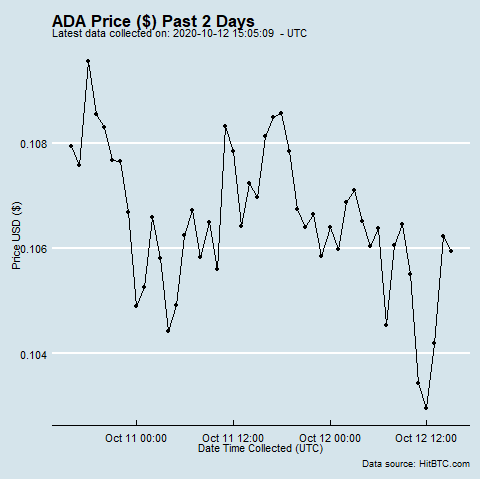 ADA Price ($) Past 2 Days
Latest data collected on: 2020-10-12 15:05:09 - UTC
Price USD ($)
0.108
0.106
0.104
Oct 11 00:00 Oct 11 12:00 Oct 12 00:00 Oct 12 12:00
Date Time Collected (UTC)
Data source: HitBTC.com